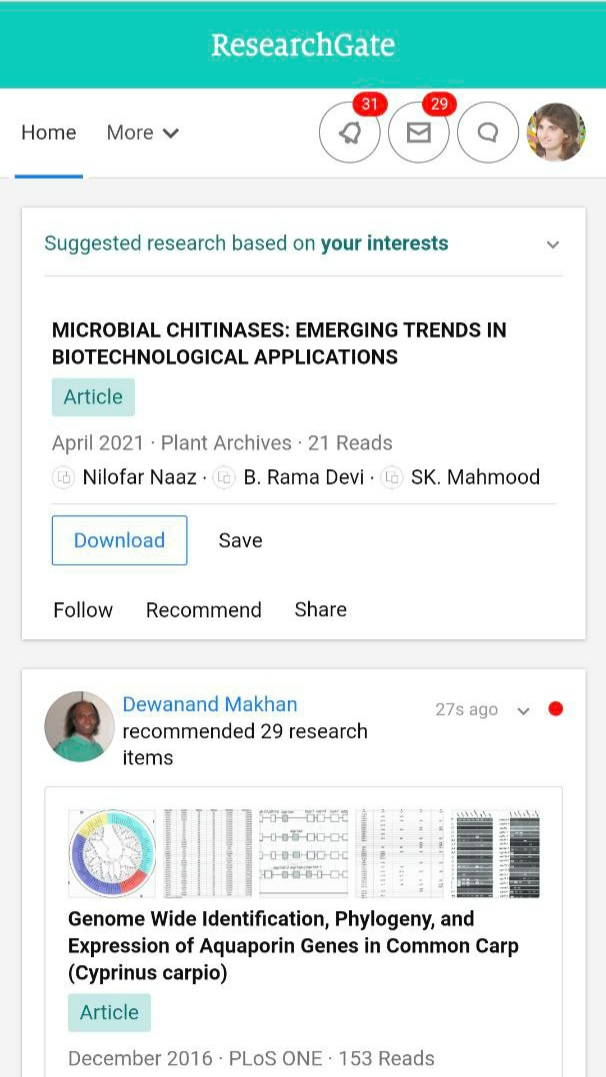 ResearchGate
Home More 31 29
Suggested research based on your interests
MICROBIAL CHITINASES: EMERGING TRENDS IN
BIOTECHNOLOGICAL APPLICATIONS
Article
April 2021 · Plant Archives · 21 Reads
Nilofar Naaz · B. Rama Devi · SK. Mahmood
Download Save
Follow Recommend Share
Dewanand Makhan 27s ago
recommended 29 research
items
Genome Wide Identification, Phylogeny, and
Expression of Aquaporin Genes in Common Carp
(Cyprinus carpio)
Article
December 2016 · PLoS ONE · 153 Reads